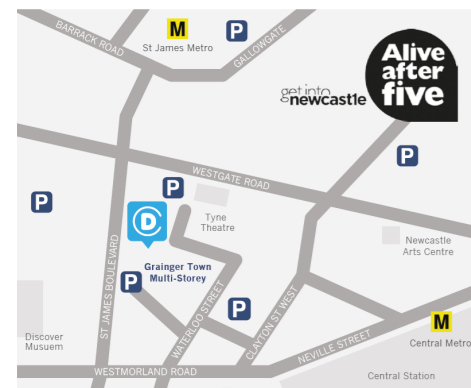 BARRACK ROAD
M
St James Metro
P
GALLOWGATE
Alive
after
five
get into
newcastle
P
WESTGATE ROAD
P
P
DC
Tyne
Theatre
Newcastle
Arts Centre
Grainger Town
Multi-Storey
P
ST JAMES BOULEVARD
WATERLOO STREET
P
CLAYTON ST WEST
NEVILLE STREET
M
Central Metro
Discover
Musuem
WESTMORLAND ROAD
Central Station